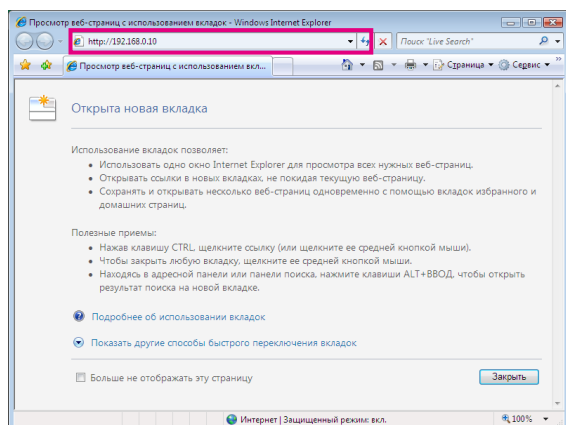 Просмотр веб-страниц с использованием вкладок - Windows Internet Explorer
http://192.168.0.10
Поиск "Live Search"
Просмотр веб-страниц с использованием вкл...
Страница
Сервис
Открыта новая вкладка
Использование вкладок позволяет:
• Использовать одно окно Internet Explorer для просмотра всех нужных веб-страниц.
• Открывать ссылки в новых вкладках, не покидая текущую веб-страницу.
• Сохранять и открывать несколько веб-страниц одновременно с помощью вкладок избранного и
домашних страниц.
Полезные приемы:
• Нажав клавишу CTRL, щелкните ссылку (или щелкните ее средней кнопкой мыши).
• Чтобы закрыть любую вкладку, щелкните ее средней кнопкой мыши.
• Находясь в адресной панели или панели поиска, нажмите клавиши ALT+ВВОД, чтобы открыть
результат поиска на новой вкладке.
Подробнее об использовании вкладок
Показать другие способы быстрого переключения вкладок
Больше не отображать эту страницу
Закрыть
Интернет | Защищенный режим: вкл.
100%